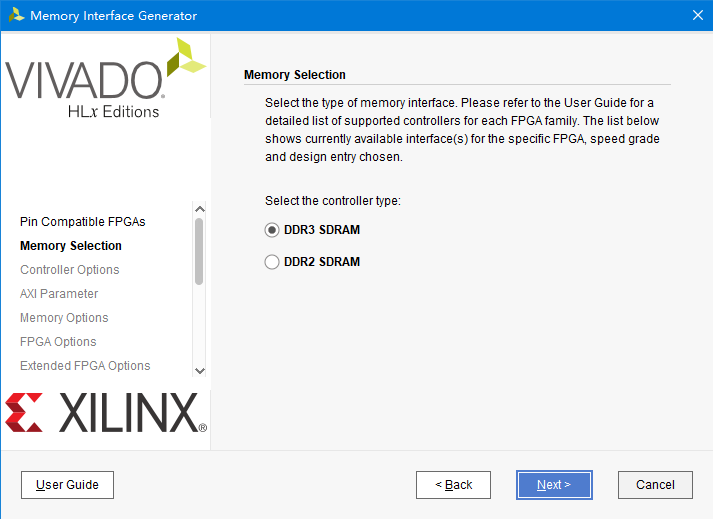 Memory Interface Generator
VIVADO
HLx Editions
Pin Compatible FPGAs
Memory Selection
Controller Options
AXI Parameter
Memory Options
FPGA Options
Extended FPGA Options
XILINX®
Memory Selection
Select the type of memory interface. Please refer to the User Guide for a
detailed list of supported controllers for each FPGA family. The list below
shows currently available interface(s) for the specific FPGA, speed grade
and design entry chosen.
Select the controller type:
DDR3 SDRAM
DDR2 SDRAM
User Guide
< Back
Next >
Cancel